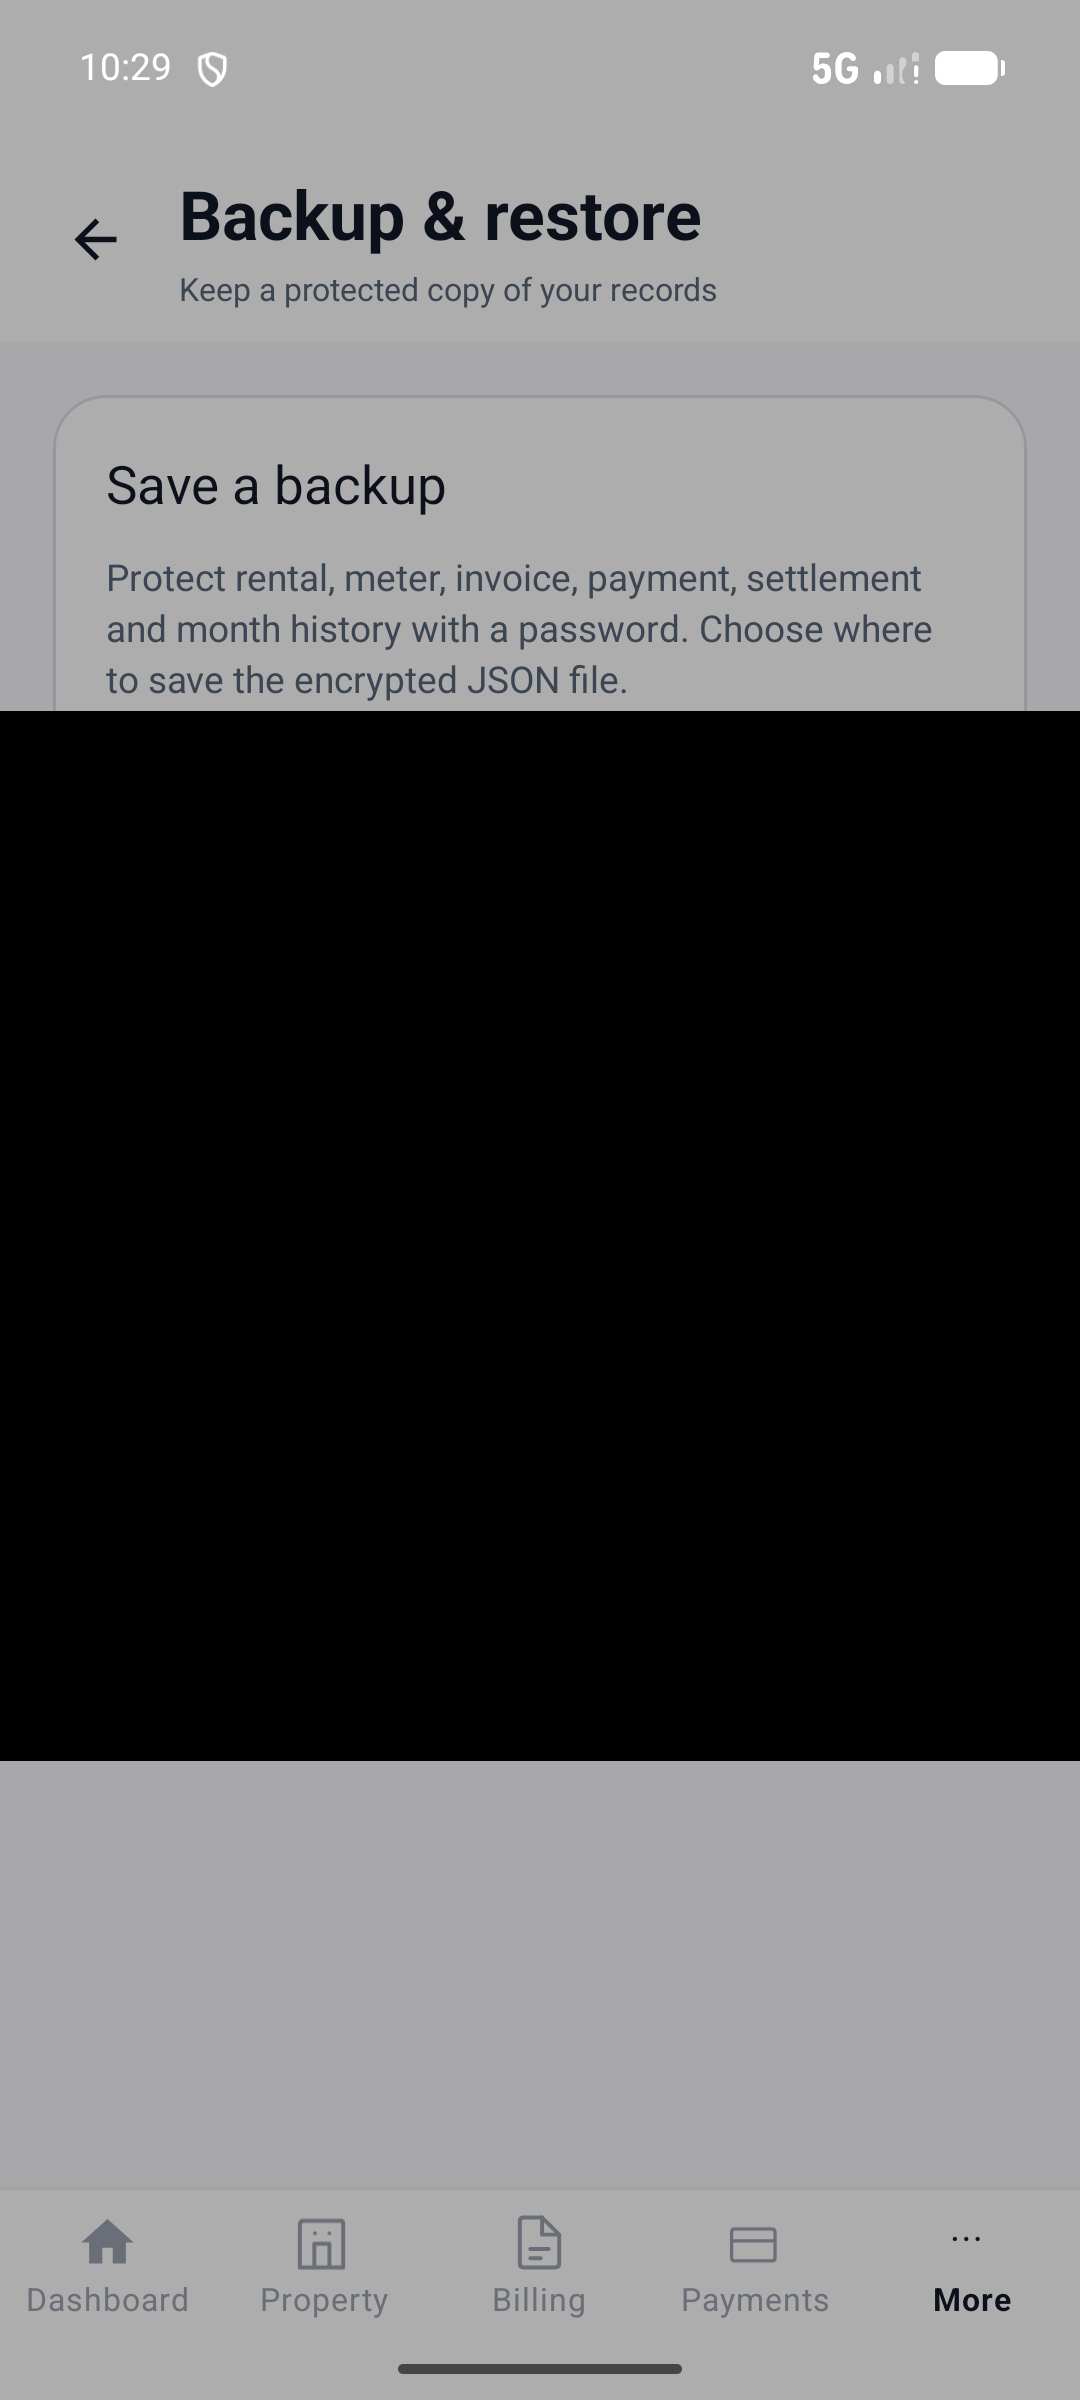 10:29
5G
Backup & restore
Keep a protected copy of your records
Save a backup
Protect rental, meter, invoice, payment, settlement
and month history with a password. Choose where
to save the encrypted JSON file.
Dashboard
Property
Billing
Payments
More